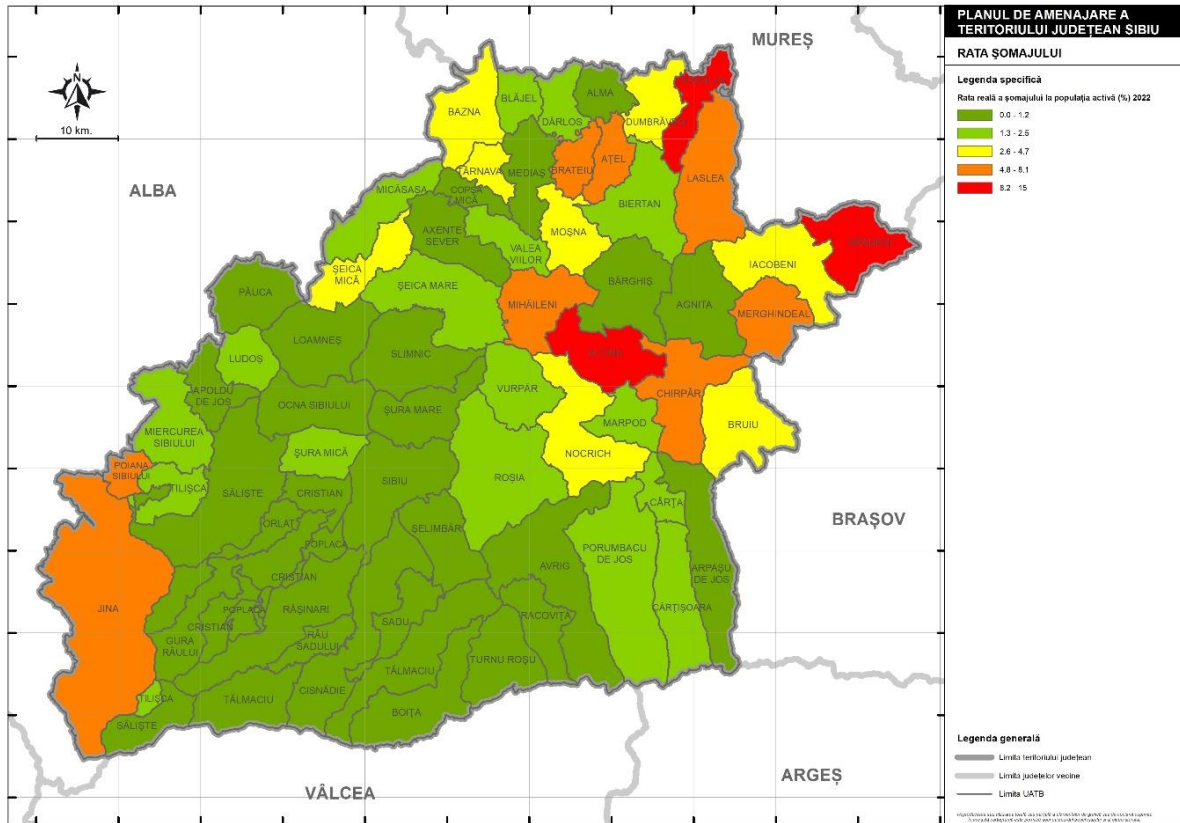 PLANUL DE AMENAJARE A
TERITORIULUI JUDEȚEAN SIBIU
RATA ȘOMAJULUI
Legenda specifică
Rata reală a șomajului la populația activă (%) 2022
0.0 - 1.2
1.3 - 2.5
2.6 - 4.7
4.8 - 8.1
8.2 15
N
10 km.
MUREȘ
ALBA
BRAȘOV
ARGEȘ
VÂLCEA
BAZNA
BLĂJEL
DÂRLOS
ALMA
DUMBRĂVENI
TÂRNAVA
MEDIAȘ
BRATEIU
AȚEL
LASLEA
MICĂSASA
COPȘA
MICĂ
BIERTAN
AXENTE
SEVER
VALEA
VIILOR
MOȘNA
IACOBENI
ȘEICA
MICĂ
ȘEICA MARE
BÂRGHIȘ
PĂUCA
MIHĂILENI
AGNITA
MERGHINDEAL
LOAMNEȘ
LUDOȘ
SLIMNIC
APOLDU
DE JOS
VURPĂR
CHIRPĂR
OCNA SIBIULUI
ȘURA MARE
MARPOD
BRUIU
MIERCUREA
SIBIULUI
ȘURA MICĂ
NOCRICH
POIANA
SIBIULUI
TILIȘCA
SĂLIȘTE
CRISTIAN
SIBIU
ROȘIA
CÂRȚA
ORLAT
ȘELIMBĂR
POPLACA
PORUMBACU
DE JOS
AVRIG
ARPAȘU
DE JOS
CRISTIAN
JINA
POPLACA
RĂȘINARI
CÂRȚIȘOARA
CRISTIAN
SADU
RACOVIȚA
GURA
RÂULUI
RÂU
SADULUI
TURNU ROȘU
TĂLMACIU
TILIȘCA
TĂLMACIU
CISNĂDIE
BOIȚA
SĂLIȘTE
Legenda generală
Limita teritoriului județean
Limita județelor vecine
Limita UATB